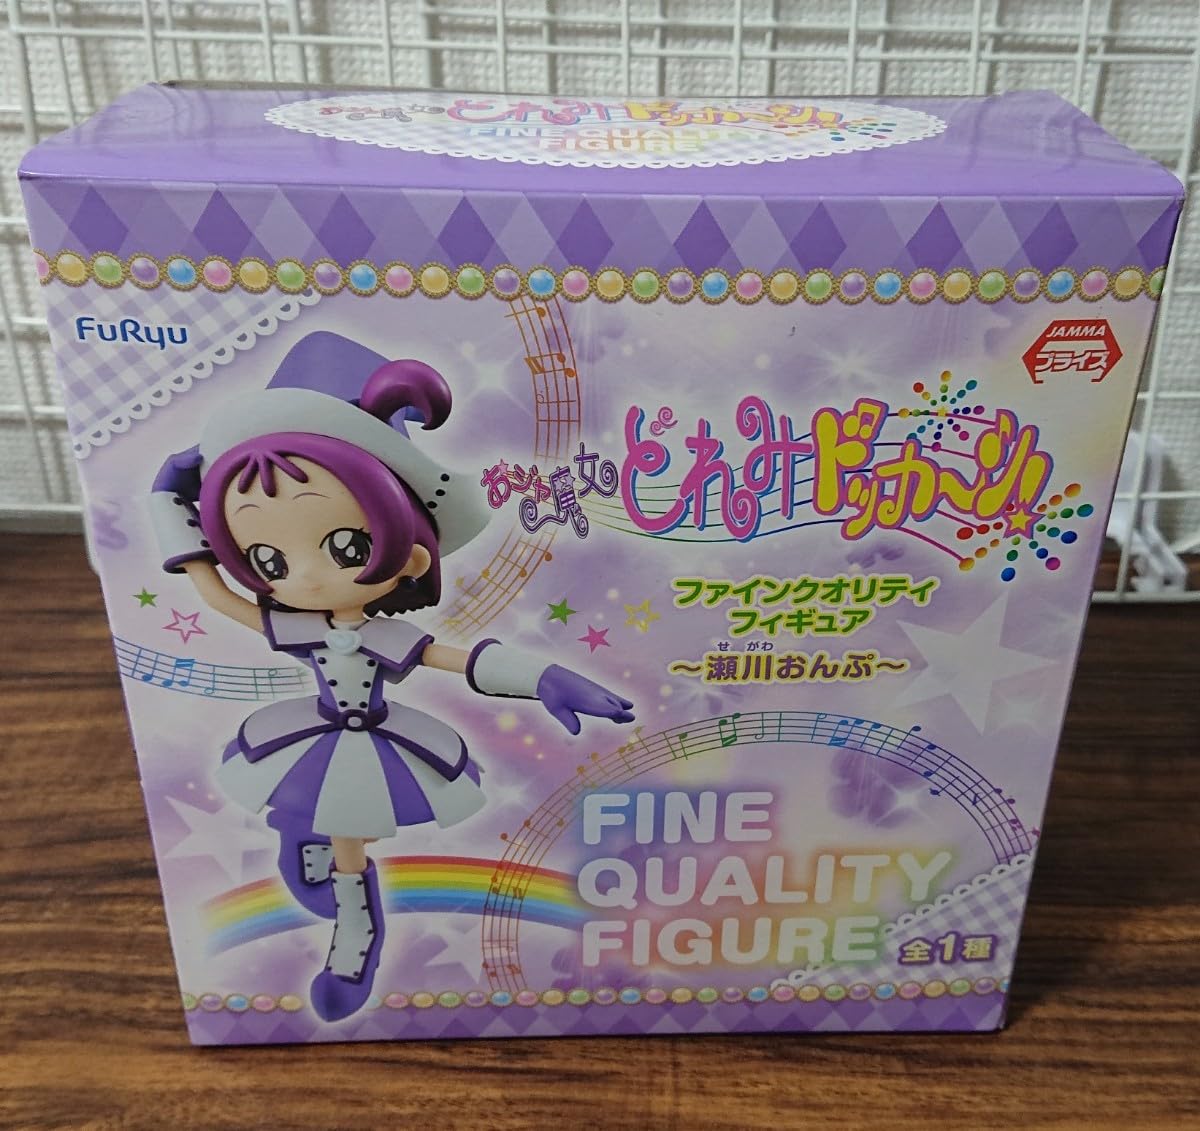 おジャ魔女どれみドッカ〜ン!
FINE QUALITY
FIGURE
FuRyu
JAMMA
プライズ
おジャ魔女どれみドッカ〜ン!
ファインクオリティ
フィギュア
せがわ
〜瀬川おんぷ〜
FINE
QUALITY
FIGURE
全1種